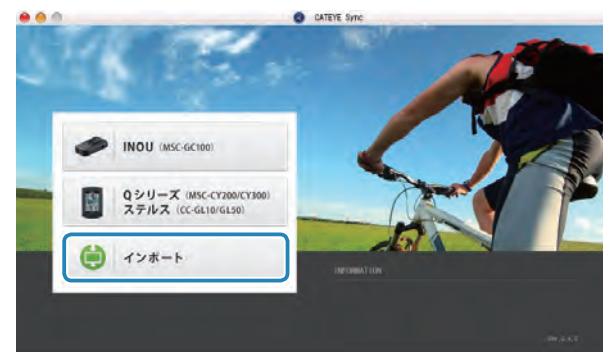 CATEYE Sync
INOU (MSC-GC100)
Qシリーズ (MSC-CY200/CY300)
ステルス (CC-GL10/GL50)
インポート
INFORMATION